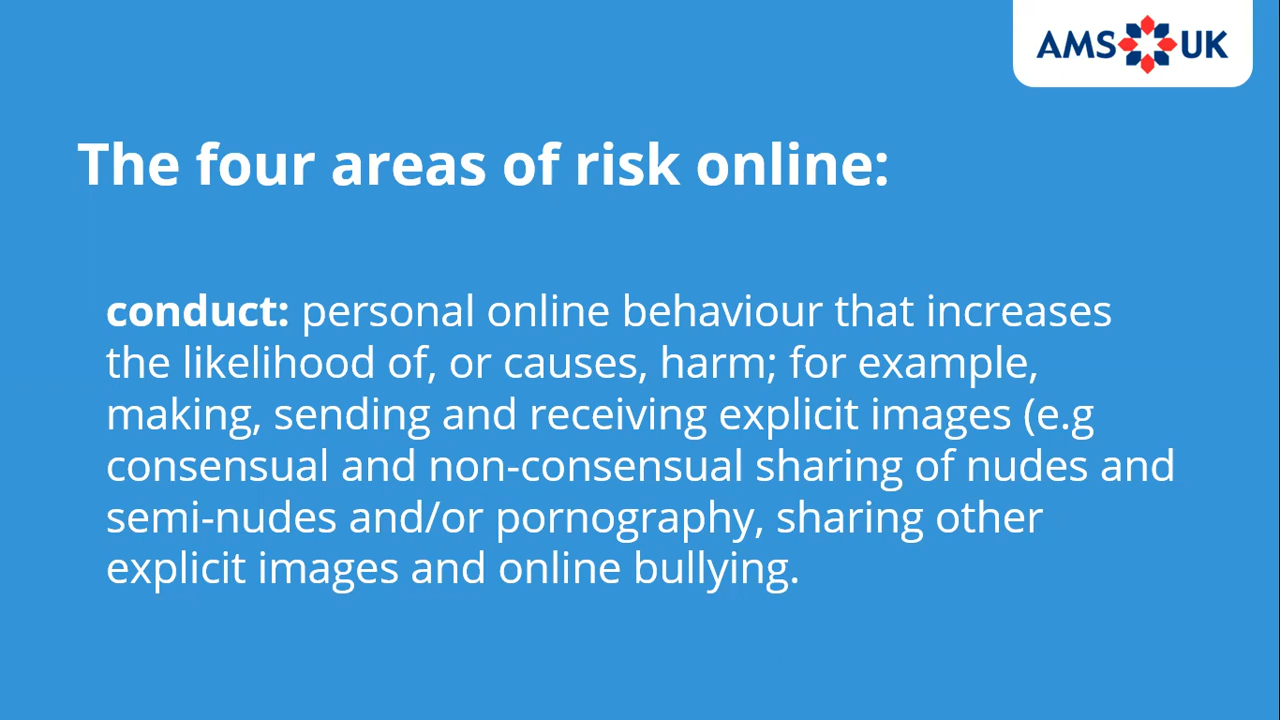 AMS UK
The four areas of risk online:
conduct: personal online behaviour that increases
the likelihood of, or causes, harm; for example,
making, sending and receiving explicit images (e.g
consensual and non-consensual sharing of nudes and
semi-nudes and/or pornography, sharing other
explicit images and online bullying.